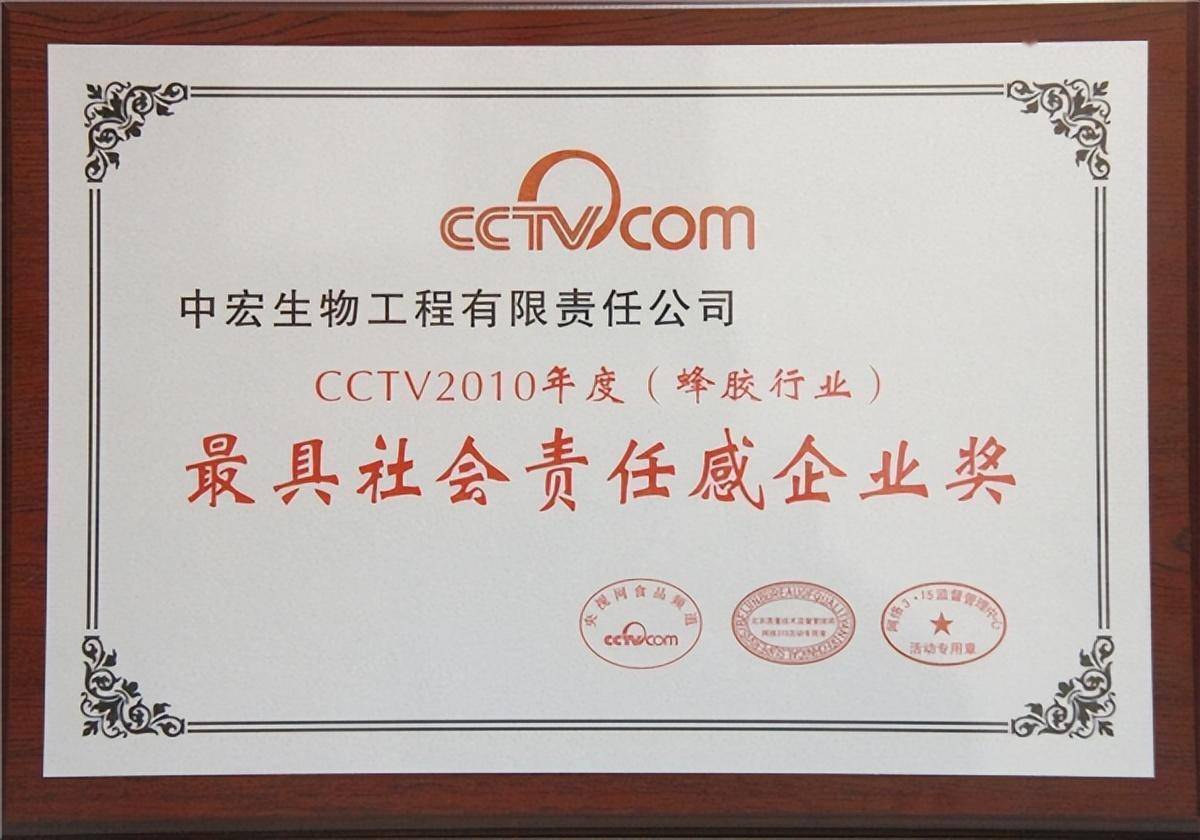 CCTV.com
中宏生物工程有限责任公司
CCTV2010年度（蜂胶行业）
最具社会责任感企业奖
央视网食品频道
CCTV.com
网络3·15监督管理中心
活动专用章